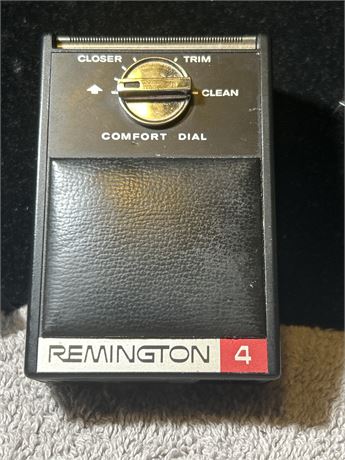 CLOSER TRIM
CLEAN
COMFORT DIAL
REMINGTON 4